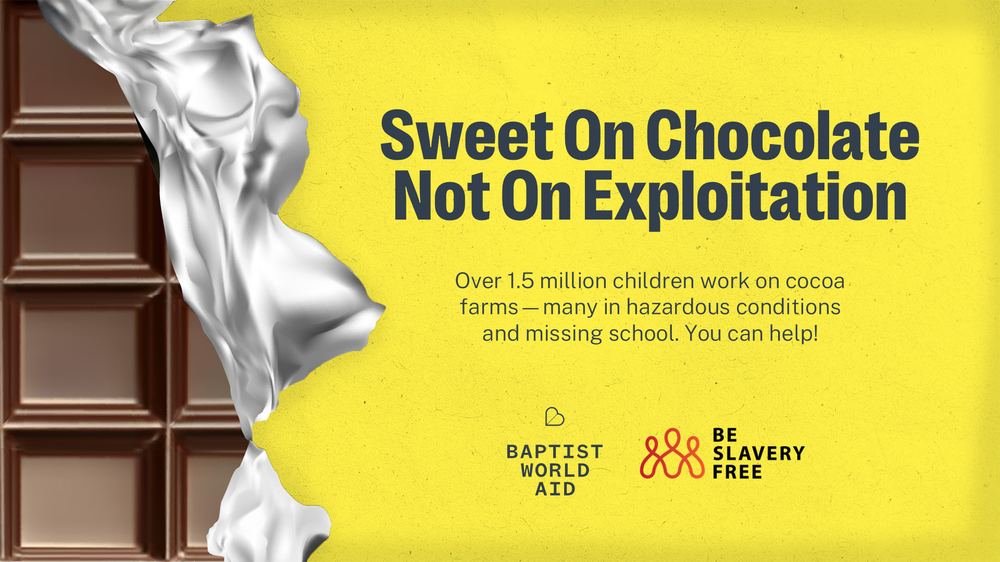 Sweet On Chocolate
Not On Exploitation
Over 1.5 million children work on cocoa
farms — many in hazardous conditions
and missing school. You can help!
BAPTIST
WORLD
AID
BE
SLAVERY
FREE